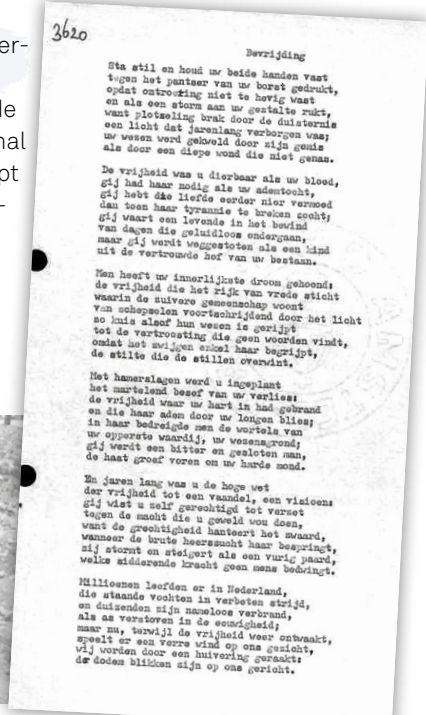 er-
de
nal
pt
-
3620
Bevrijding
Sta stil en houd uw beide handen vast
tegen het pantser van uw borst gedrukt,
opdat ontroering niet te hevig wast
en als een storm aan uw gestalte rukt,
want plotseling brak door de duisternis
een licht dat jarenlang verborgen was;
uw wezen werd gekweld door zijn gemis
als door een diepe wond die niet genas.
De vrijheid was u dierbaar als uw bloed,
gij had haar nodig als uw ademtocht,
gij hebt die liefde eerder nier vermoed
dan toen haar tyrannie te breken zocht;
gij waart een levende in het bewind
van dagen die geluidloos ondergaan,
maar gij werdt weggestoten als een kind
uit de vertrouwde hof van uw bestaan.
Men heeft uw innerlijkste droom gehoond:
de vrijheid die het rijk van vrede sticht
waarin de suivere gemeenschap woont
van schepselen voortschrijdend door het licht
zo kuis alsof hun wezen is gerijpt
tot de vertroosting die geen woorden vindt,
omdat het zwijgen enkel haar begrijpt,
de stilte die de stillen overwint.
Met hamerslagen werd u ingeplant
het martelend besef van uw verlies:
de vrijheid waar uw hart in had gebrand
en die haar adem door uw longen blies;
in haar bedreigde men de wortels van
uw opperste waardij, uw wezensgrond;
gij werdt een bitter en gesloten man,
de haat groef voren om uw harde mond.
En jaren lang was u de hoge wet
der vrijheid tot een vaandel, een visioen:
gij wist u zelf gerechtigd tot verzet
tegen de macht die u geweld wou doen,
want de grechtigheid hanteert het zwaard,
wanneer de brute heerszucht haar bespringt,
zij stormt en steigert als een vurig paard,
welks sidderende kracht geen mens bedwingt.
Millioenen leefden er in Nederland,
die staande vochten in verbeten strijd,
en duizenden zijn nameloos verbrand,
als as verstoven in de eeuwigheid;
maar nu, terwijl de vrijheid weer ontwaakt,
speelt er een verre wind op ons gezicht,
wij worden door een huivering geraakt:
de dodem blikken zijn op ons gericht.